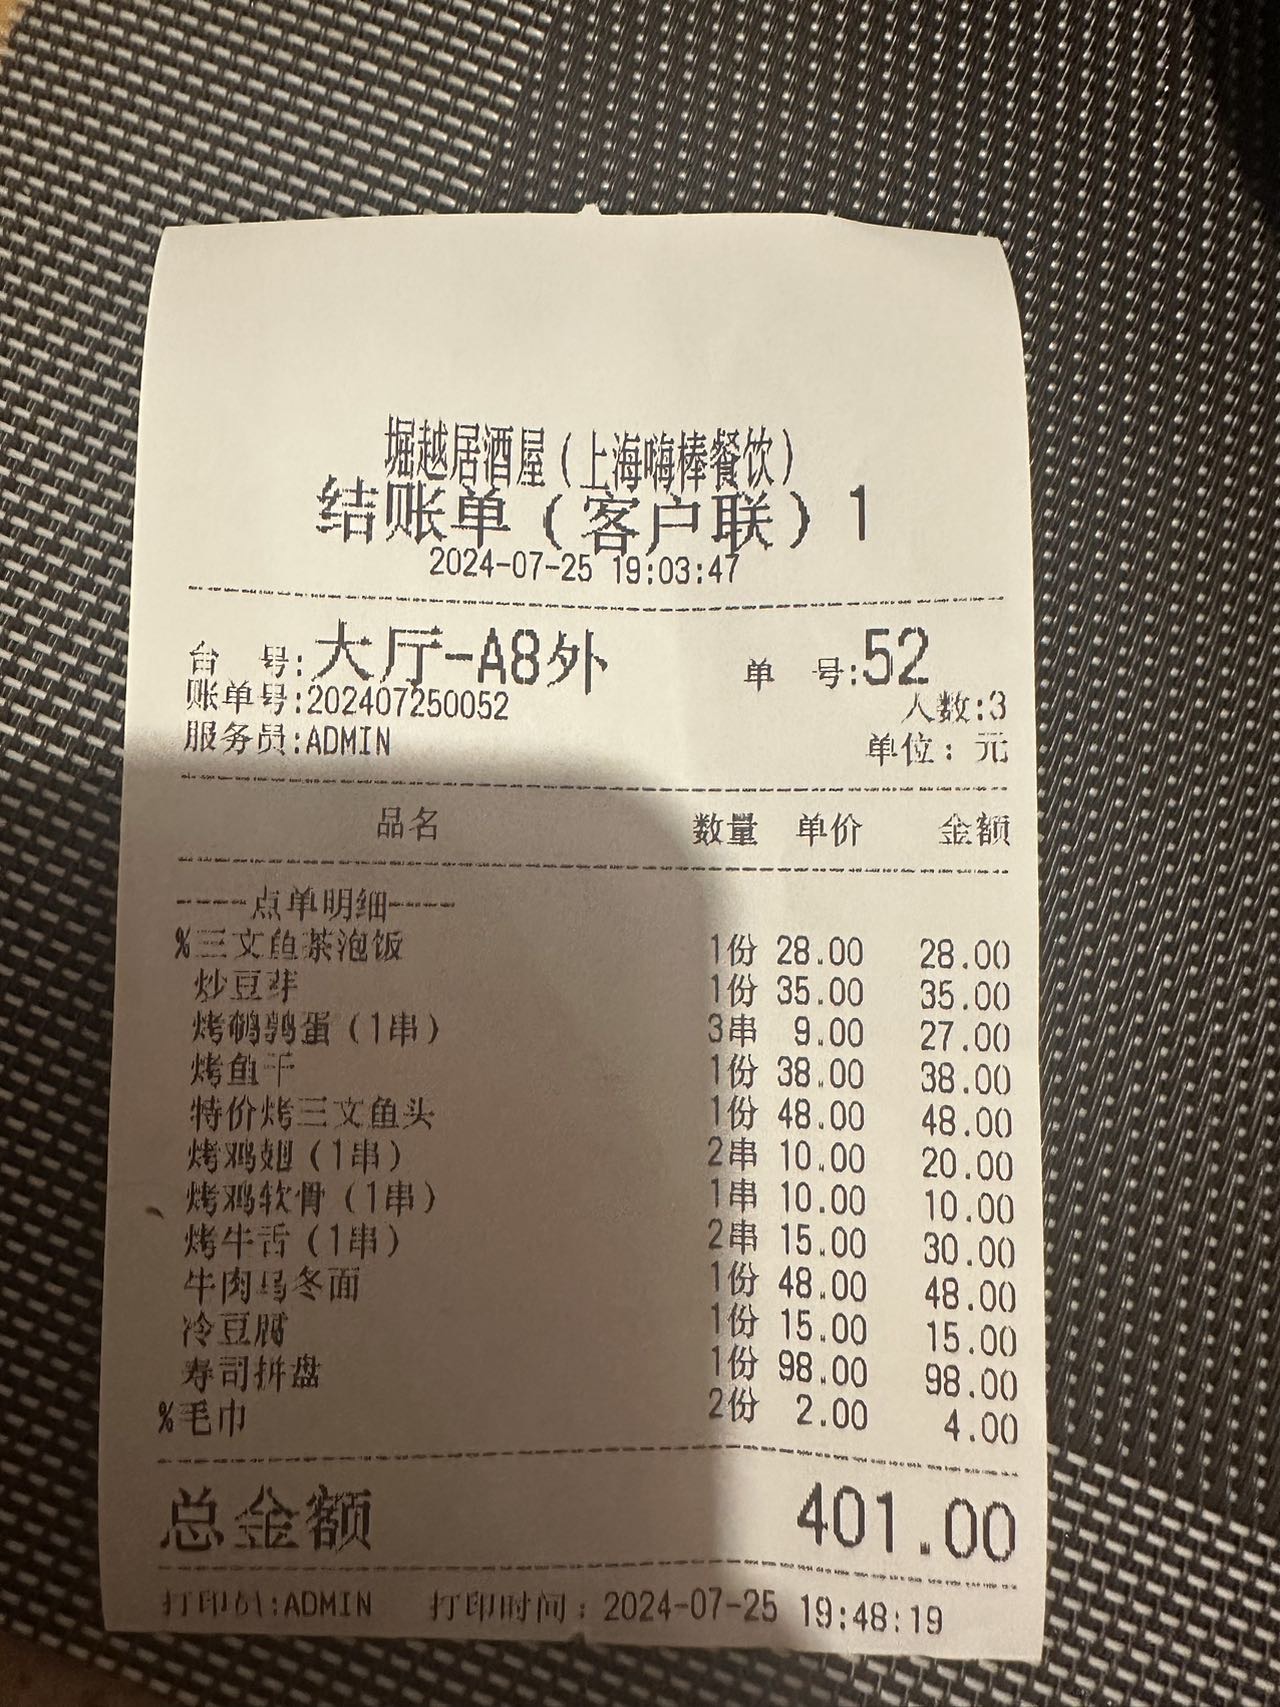 堀越居酒屋(上海嗨棒餐饮)
结账单(客户联)1
2024-07-25 19:03:47
台 号:大厅-A8外 单 号:52
账单号:202407250052 人数:3
服务员:ADMIN 单位: 元
品名 数量 单价 金额
----点单明细----
%三文鱼茶泡饭 1份 28.00 28.00
炒豆芽 1份 35.00 35.00
烤鹌鹑蛋(1串) 3串 9.00 27.00
烤鱼干 1份 38.00 38.00
特价烤三文鱼头 1份 48.00 48.00
烤鸡翅(1串) 2串 10.00 20.00
烤鸡软骨(1串) 1串 10.00 10.00
烤牛舌(1串) 2串 15.00 30.00
牛肉乌冬面 1份 48.00 48.00
冷豆腐 1份 15.00 15.00
寿司拼盘 1份 98.00 98.00
%毛巾 2份 2.00 4.00
总金额 401.00
打印员:ADMIN 打印时间: 2024-07-25 19:48:19